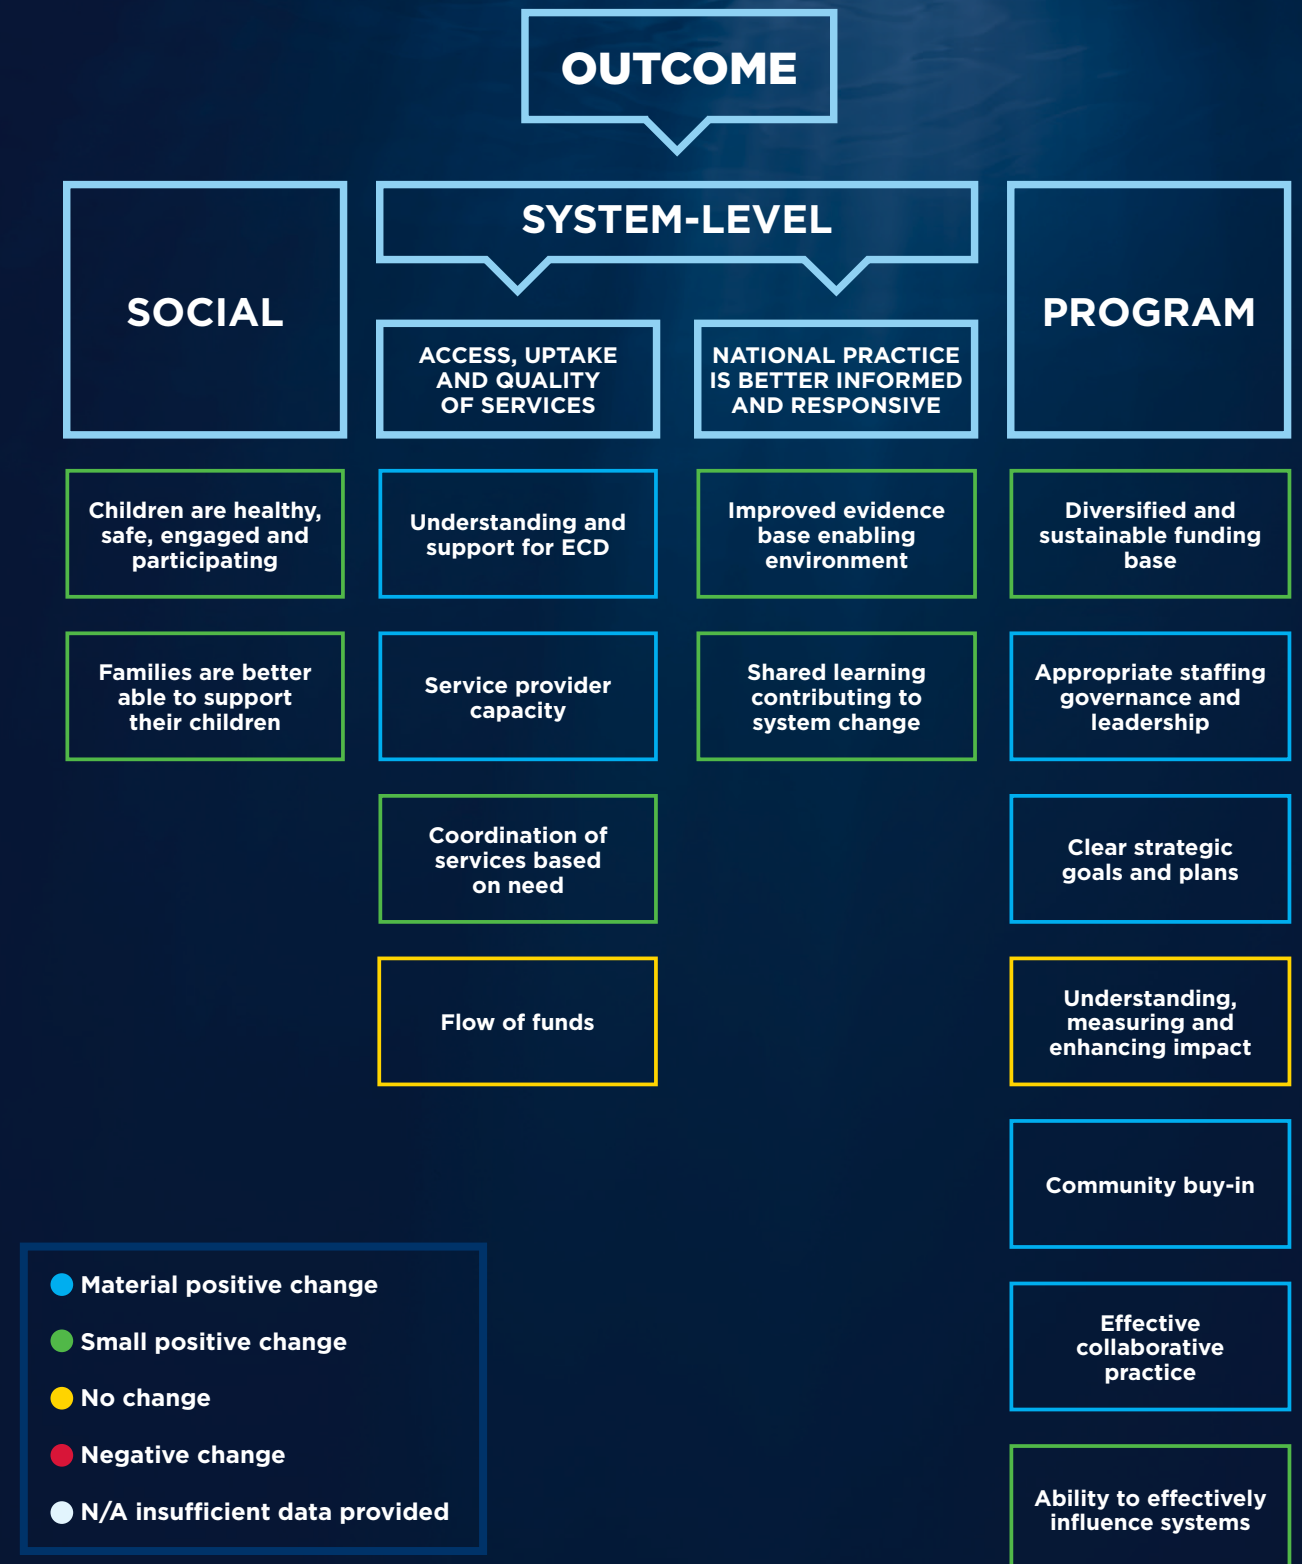 OUTCOME
SOCIAL
SYSTEM-LEVEL
ACCESS, UPTAKE
AND QUALITY
OF SERVICES
NATIONAL PRACTICE
IS BETTER INFORMED
AND RESPONSIVE
PROGRAM
Children are healthy,
safe, engaged and
participating
Families are better
able to support
their children
Understanding and
support for ECD
Service provider
capacity
Coordination of
services based
on need
Flow of funds
Improved evidence
base enabling
environment
Shared learning
contributing to
system change
Diversified and
sustainable funding
base
Appropriate staffing
governance and
leadership
Clear strategic
goals and plans
Understanding,
measuring and
enhancing impact
Community buy-in
Effective
collaborative
practice
Ability to effectively
influence systems
Material positive change
Small positive change
No change
Negative change
N/A insufficient data provided